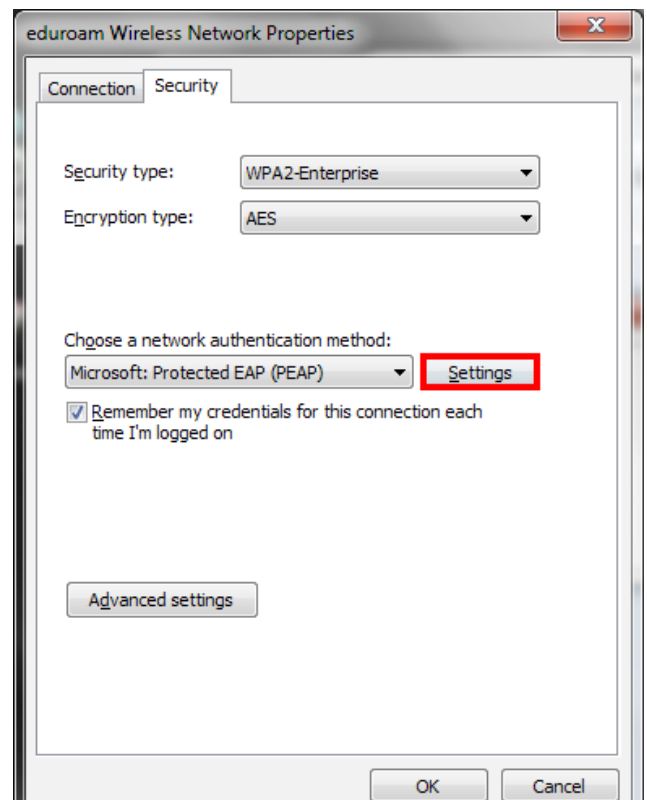 eduroam Wireless Network Properties
Connection Security
Security type: WPA2-Enterprise
Encryption type: AES
Choose a network authentication method:
Microsoft: Protected EAP (PEAP) Settings
Remember my credentials for this connection each
time I'm logged on
Advanced settings
OK Cancel